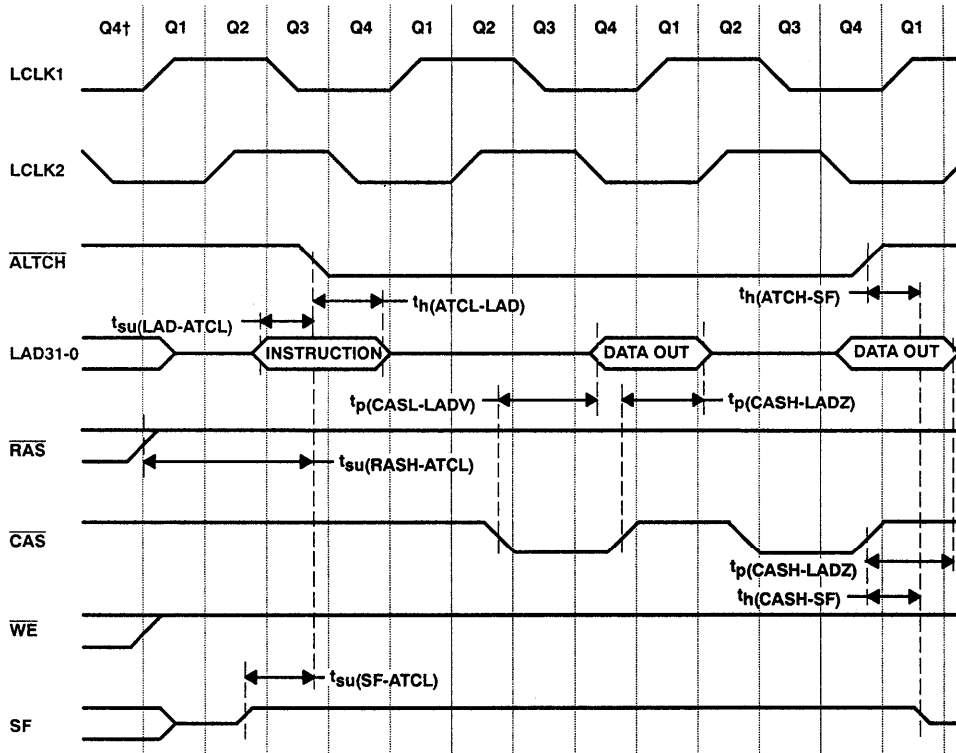 Q4† Q1 Q2 Q3 Q4 Q1 Q2 Q3 Q4 Q1 Q2 Q3 Q4 Q1
LCLK1
LCLK2
ALTCH
th(ATCL-LAD)
th(ATCH-SF)
tsu(LAD-ATCL)
LAD31-0
INSTRUCTION
DATA OUT
DATA OUT
tp(CASL-LADV)
tp(CASH-LADZ)
RAS
tsu(RASH-ATCL)
CAS
tp(CASH-LADZ)
th(CASH-SF)
WE
tsu(SF-ATCL)
SF